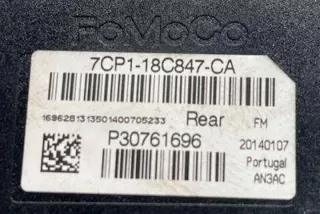 FoMoCo
7CP1-18C847-CA
1696281313501400705233 Rear FM
P30761696 20140107
Portugal
AN3AC